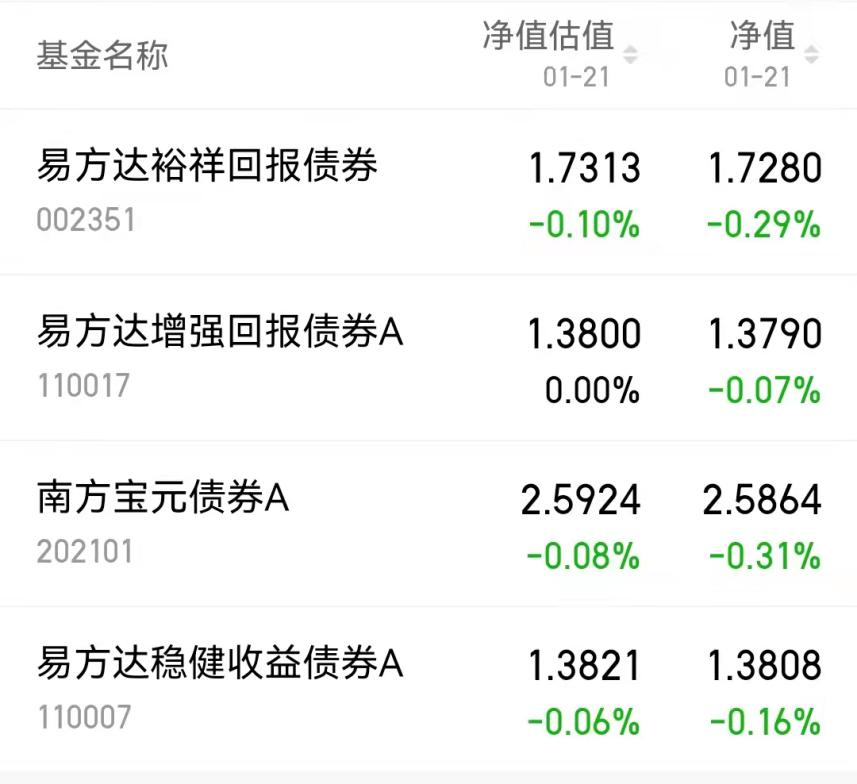 基金名称 净值估值 净值
01-21 01-21
易方达裕祥回报债券 1.7313 1.7280
002351 -0.10% -0.29%
易方达增强回报债券A 1.3800 1.3790
110017 0.00% -0.07%
南方宝元债券A 2.5924 2.5864
202101 -0.08% -0.31%
易方达稳健收益债券A 1.3821 1.3808
110007 -0.06% -0.16%